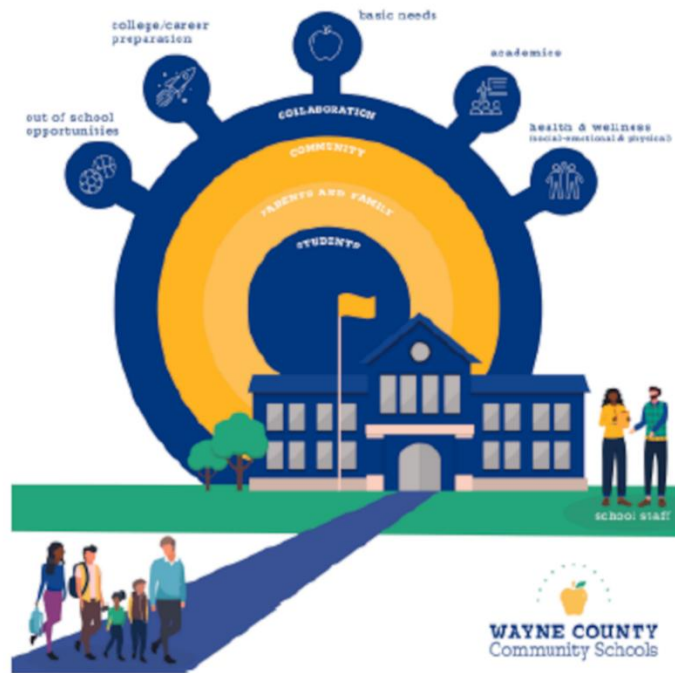 basic needs
college/career
preparation
academics
out of school
opportunities
health & wellness
(social-emotional & physical)
COLLABORATION
COMMUNITY
PARENTS AND FAMILY
STUDENTS
school staff
WAYNE COUNTY
Community Schools